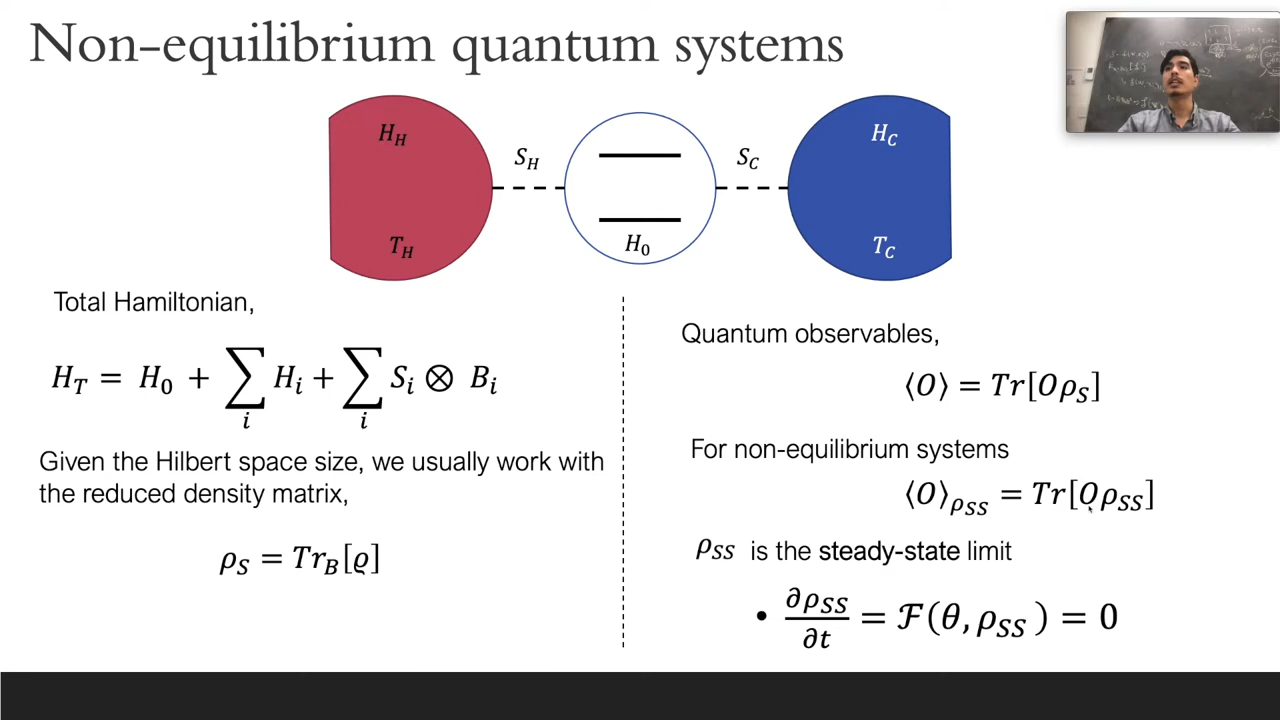 Non-equilibrium quantum systems
H_H
S_H
S_C
H_C
T_H
H_0
T_C
Total Hamiltonian,
H_T = H_0 + ∑_i H_i + ∑_i S_i ⊗ B_i
Given the Hilbert space size, we usually work with
the reduced density matrix,
ρ_S = Tr_B[ϱ]
Quantum observables,
⟨O⟩ = Tr[Oρ_S]
For non-equilibrium systems
⟨O⟩_{ρ_SS} = Tr[Oρ_SS]
ρ_SS is the steady-state limit
• ∂ρ_SS/∂t = ℱ(θ, ρ_SS) = 0